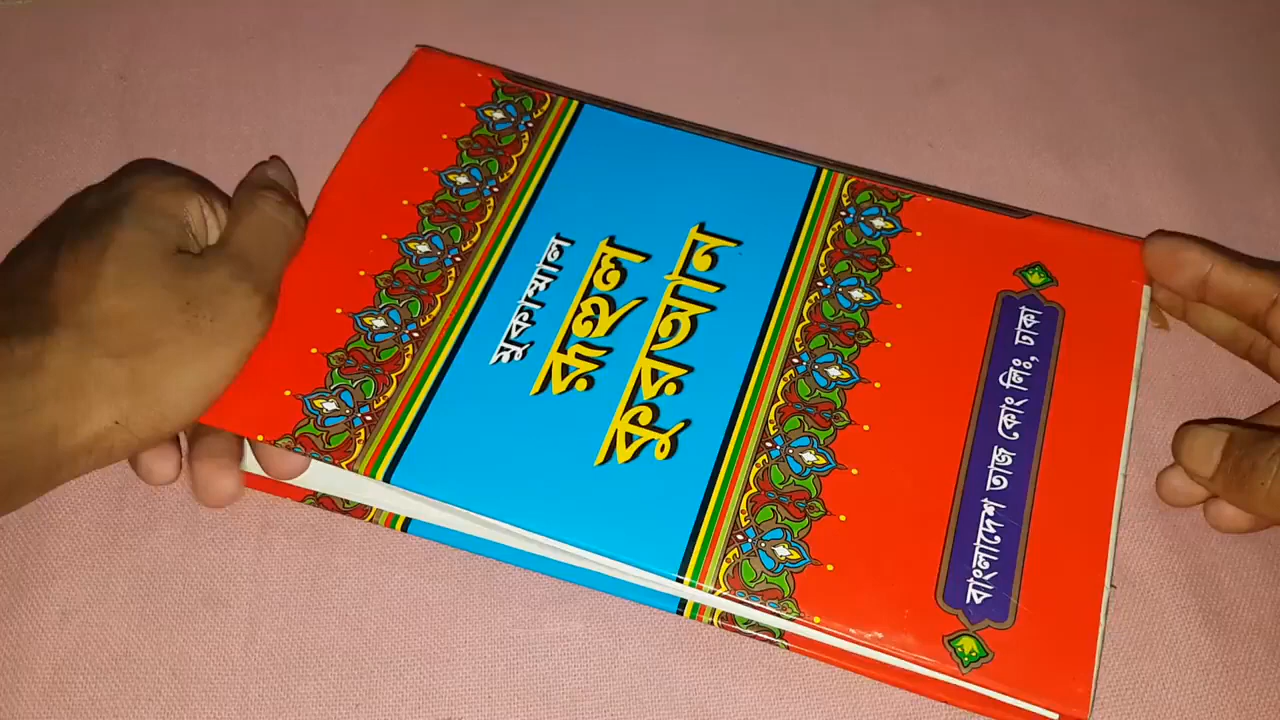 মুকাম্মাল
রূহুল
কুরআন
বাংলাদেশ তাজ কোং লিঃ, ঢাকা